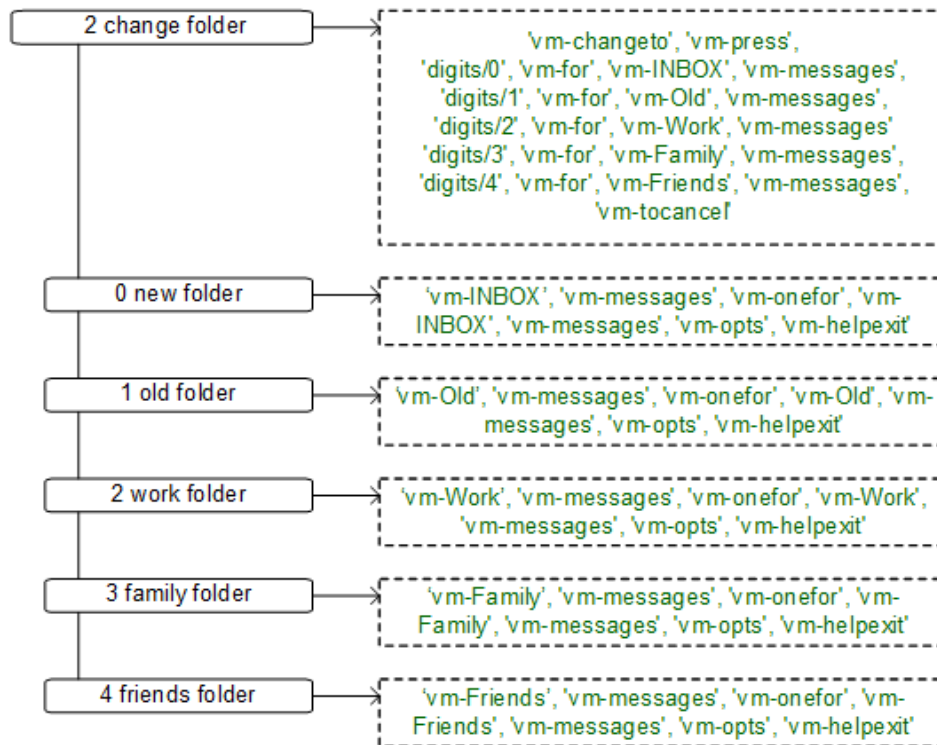 2 change folder
'vm-changeto', 'vm-press',
'digits/0', 'vm-for', 'vm-INBOX', 'vm-messages',
'digits/1', 'vm-for', 'vm-Old', 'vm-messages',
'digits/2', 'vm-for', 'vm-Work', 'vm-messages'
'digits/3', 'vm-for', 'vm-Family', 'vm-messages',
'digits/4', 'vm-for', 'vm-Friends', 'vm-messages',
'vm-tocancel'
0 new folder
‘vm-INBOX’, 'vm-messages', 'vm-onefor', 'vm-
INBOX', 'vm-messages', 'vm-opts', 'vm-helpexit'
1 old folder
'vm-Old', 'vm-messages', 'vm-onefor', 'vm-Old', 'vm-
messages', 'vm-opts', 'vm-helpexit'
2 work folder
‘vm-Work’, 'vm-messages', 'vm-onefor', 'vm-Work',
'vm-messages', 'vm-opts', 'vm-helpexit'
3 family folder
‘vm-Family’, 'vm-messages', 'vm-onefor', 'vm-
Family', 'vm-messages', 'vm-opts', 'vm-helpexit'
4 friends folder
‘vm-Friends’, 'vm-messages', 'vm-onefor', 'vm-
Friends', 'vm-messages', 'vm-opts', 'vm-helpexit'